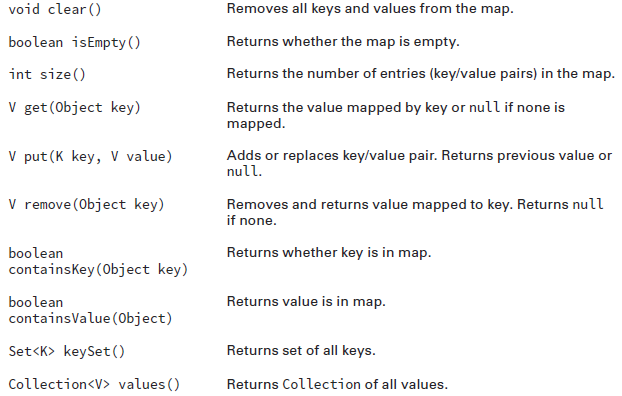 void clear() Removes all keys and values from the map.
boolean isEmpty() Returns whether the map is empty.
int size() Returns the number of entries (key/value pairs) in the map.
V get(Object key) Returns the value mapped by key or null if none is
mapped.
V put(K key, V value) Adds or replaces key/value pair. Returns previous value or
null.
V remove(Object key) Removes and returns value mapped to key. Returns null
if none.
boolean Returns whether key is in map.
containsKey(Object key)
boolean Returns value is in map.
containsValue(Object)
Set<K> keySet() Returns set of all keys.
Collection<V> values() Returns Collection of all values.